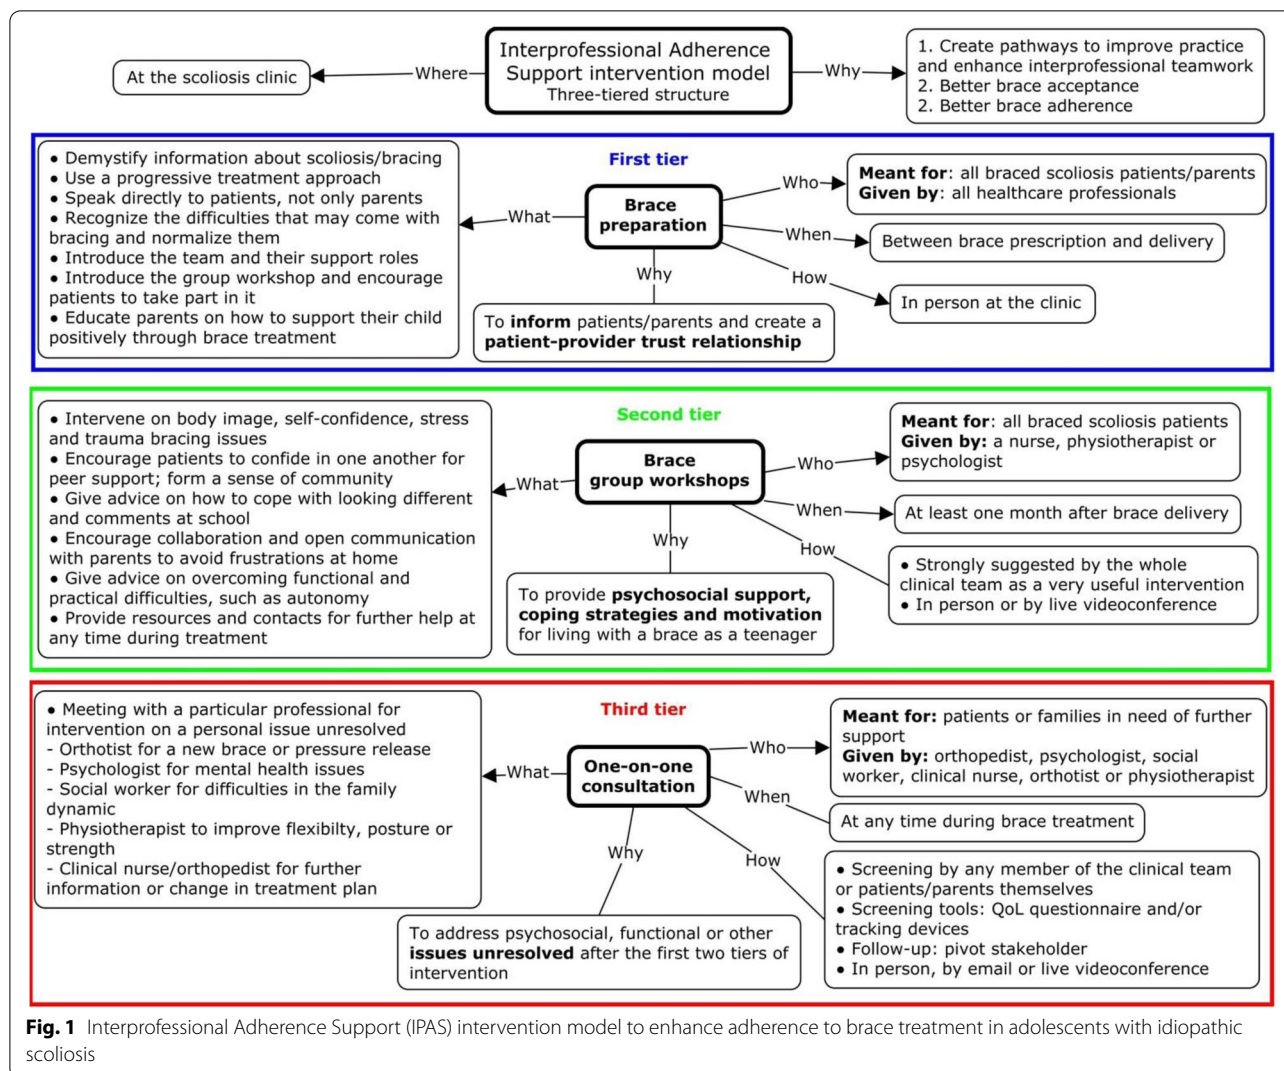 Interprofessional Adherence
Support intervention model
Three-tiered structure
Where
At the scoliosis clinic
Why
1. Create pathways to improve practice
and enhance interprofessional teamwork
2. Better brace acceptance
2. Better brace adherence
First tier
Brace
preparation
What
● Demystify information about scoliosis/bracing
● Use a progressive treatment approach
● Speak directly to patients, not only parents
● Recognize the difficulties that may come with
bracing and normalize them
● Introduce the team and their support roles
● Introduce the group workshop and encourage
patients to take part in it
● Educate parents on how to support their child
positively through brace treatment
Why
To inform patients/parents and create a
patient-provider trust relationship
Who
Meant for: all braced scoliosis patients/parents
Given by: all healthcare professionals
When
Between brace prescription and delivery
How
In person at the clinic
Second tier
Brace
group workshops
What
● Intervene on body image, self-confidence, stress
and trauma bracing issues
● Encourage patients to confide in one another for
peer support; form a sense of community
● Give advice on how to cope with looking different
and comments at school
● Encourage collaboration and open communication
with parents to avoid frustrations at home
● Give advice on overcoming functional and
practical difficulties, such as autonomy
● Provide resources and contacts for further help at
any time during treatment
Why
To provide psychosocial support,
coping strategies and motivation
for living with a brace as a teenager
Who
Meant for: all braced scoliosis patients
Given by: a nurse, physiotherapist or
psychologist
When
At least one month after brace delivery
How
● Strongly suggested by the whole
clinical team as a very useful intervention
● In person or by live videoconference
Third tier
One-on-one
consultation
What
● Meeting with a particular professional for
intervention on a personal issue unresolved
- Orthotist for a new brace or pressure release
- Psychologist for mental health issues
- Social worker for difficulties in the family
dynamic
- Physiotherapist to improve flexibilty, posture or
strength
- Clinical nurse/orthopedist for further
information or change in treatment plan
Why
To address psychosocial, functional or other
issues unresolved after the first two tiers of
intervention
Who
Meant for: patients or families in need of further
support
Given by: orthopedist, psychologist, social
worker, clinical nurse, orthotist or physiotherapist
When
At any time during brace treatment
How
● Screening by any member of the clinical team
or patients/parents themselves
● Screening tools: QoL questionnaire and/or
tracking devices
● Follow-up: pivot stakeholder
● In person, by email or live videoconference
Fig. 1 Interprofessional Adherence Support (IPAS) intervention model to enhance adherence to brace treatment in adolescents with idiopathic
scoliosis